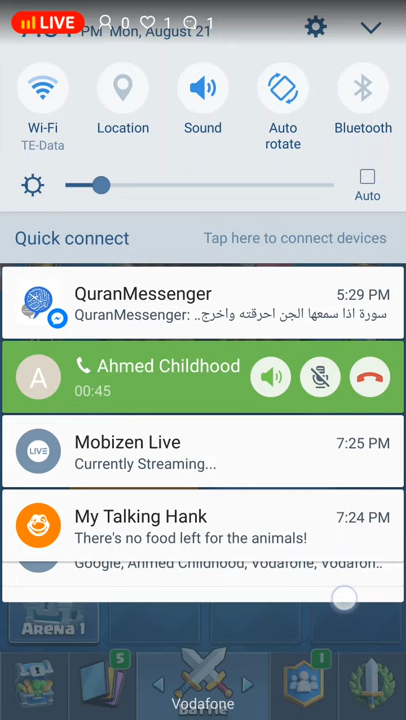 LIVE 0 1 1
PM Mon, August 21
Wi-Fi
TE-Data
Location
Sound
Auto
rotate
Bluetooth
Auto
Quick connect
Tap here to connect devices
QuranMessenger
5:29 PM
QuranMessenger: سورة اذا سمعها الجن احرقته واخرج..
A
Ahmed Childhood
00:45
LIVE
Mobizen Live
7:25 PM
Currently Streaming...
My Talking Hank
7:24 PM
There's no food left for the animals!
Google, Ahmed Childhood, Vodafone, Vodafon..
Arena 1
5
1
Battle
Vodafone